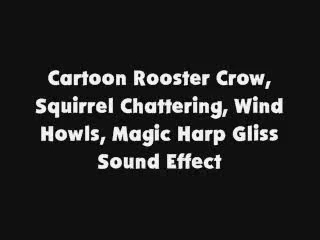 Cartoon Rooster Crow,
Squirrel Chattering, Wind
Howls, Magic Harp Gliss
Sound Effect